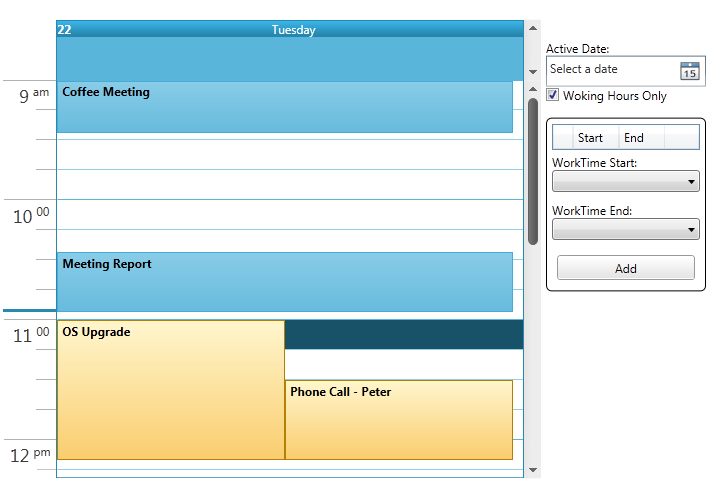 22 Tuesday
9 am
Coffee Meeting
10 00
Meeting Report
11 00
OS Upgrade
Phone Call - Peter
12 pm
Active Date:
Select a date
15
Woking Hours Only
Start End
WorkTime Start:
WorkTime End:
Add